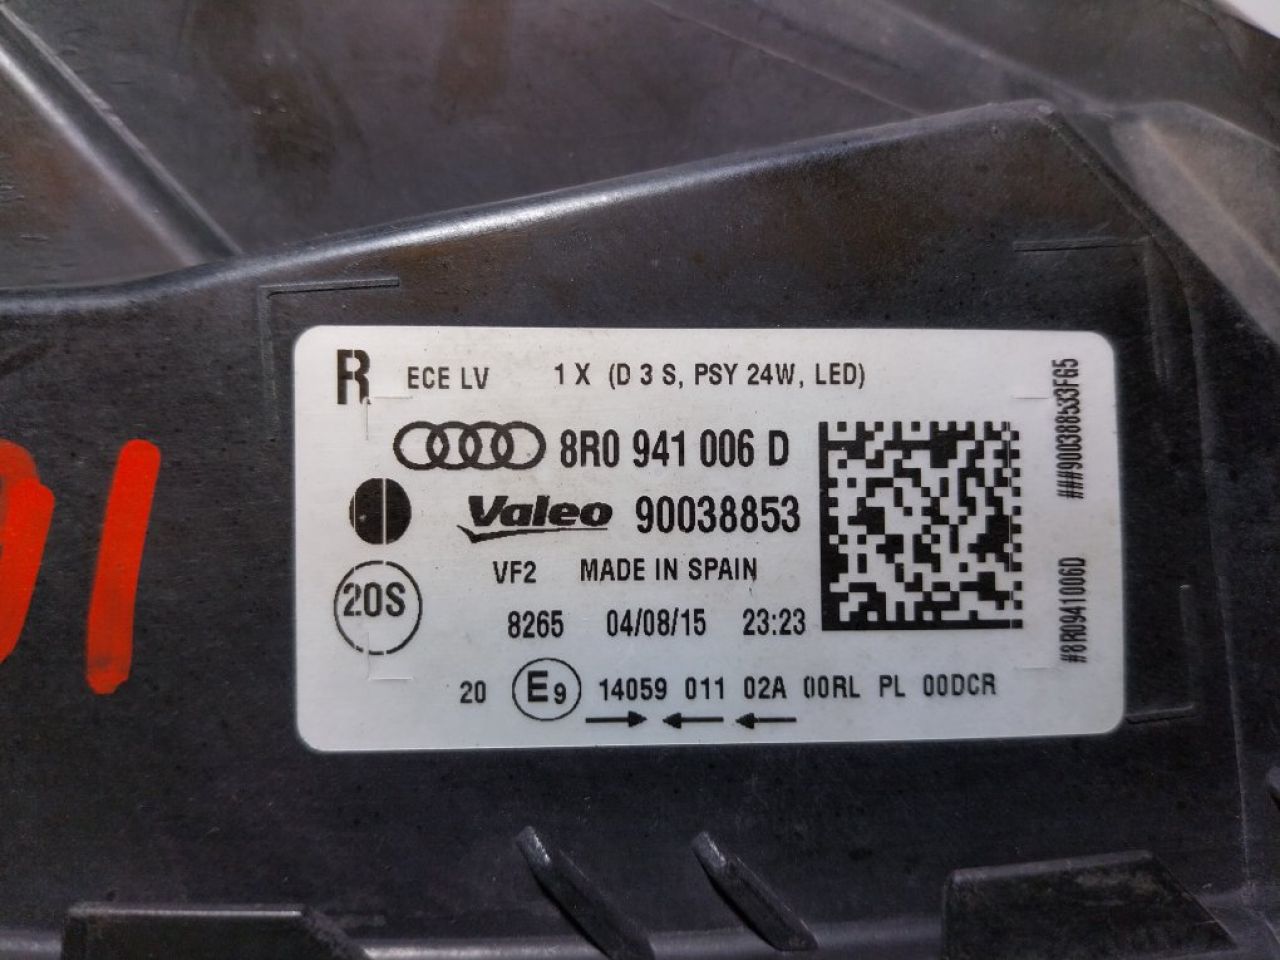 R ECE LV 1 X (D 3 S, PSY 24W, LED)
8R0 941 006 D
Valeo 90038853
VF2 MADE IN SPAIN
20S
8265 04/08/15 23:23
20 E9 14059 011 02A 00RL PL 00DCR
###900388533F65
#8R0941006D